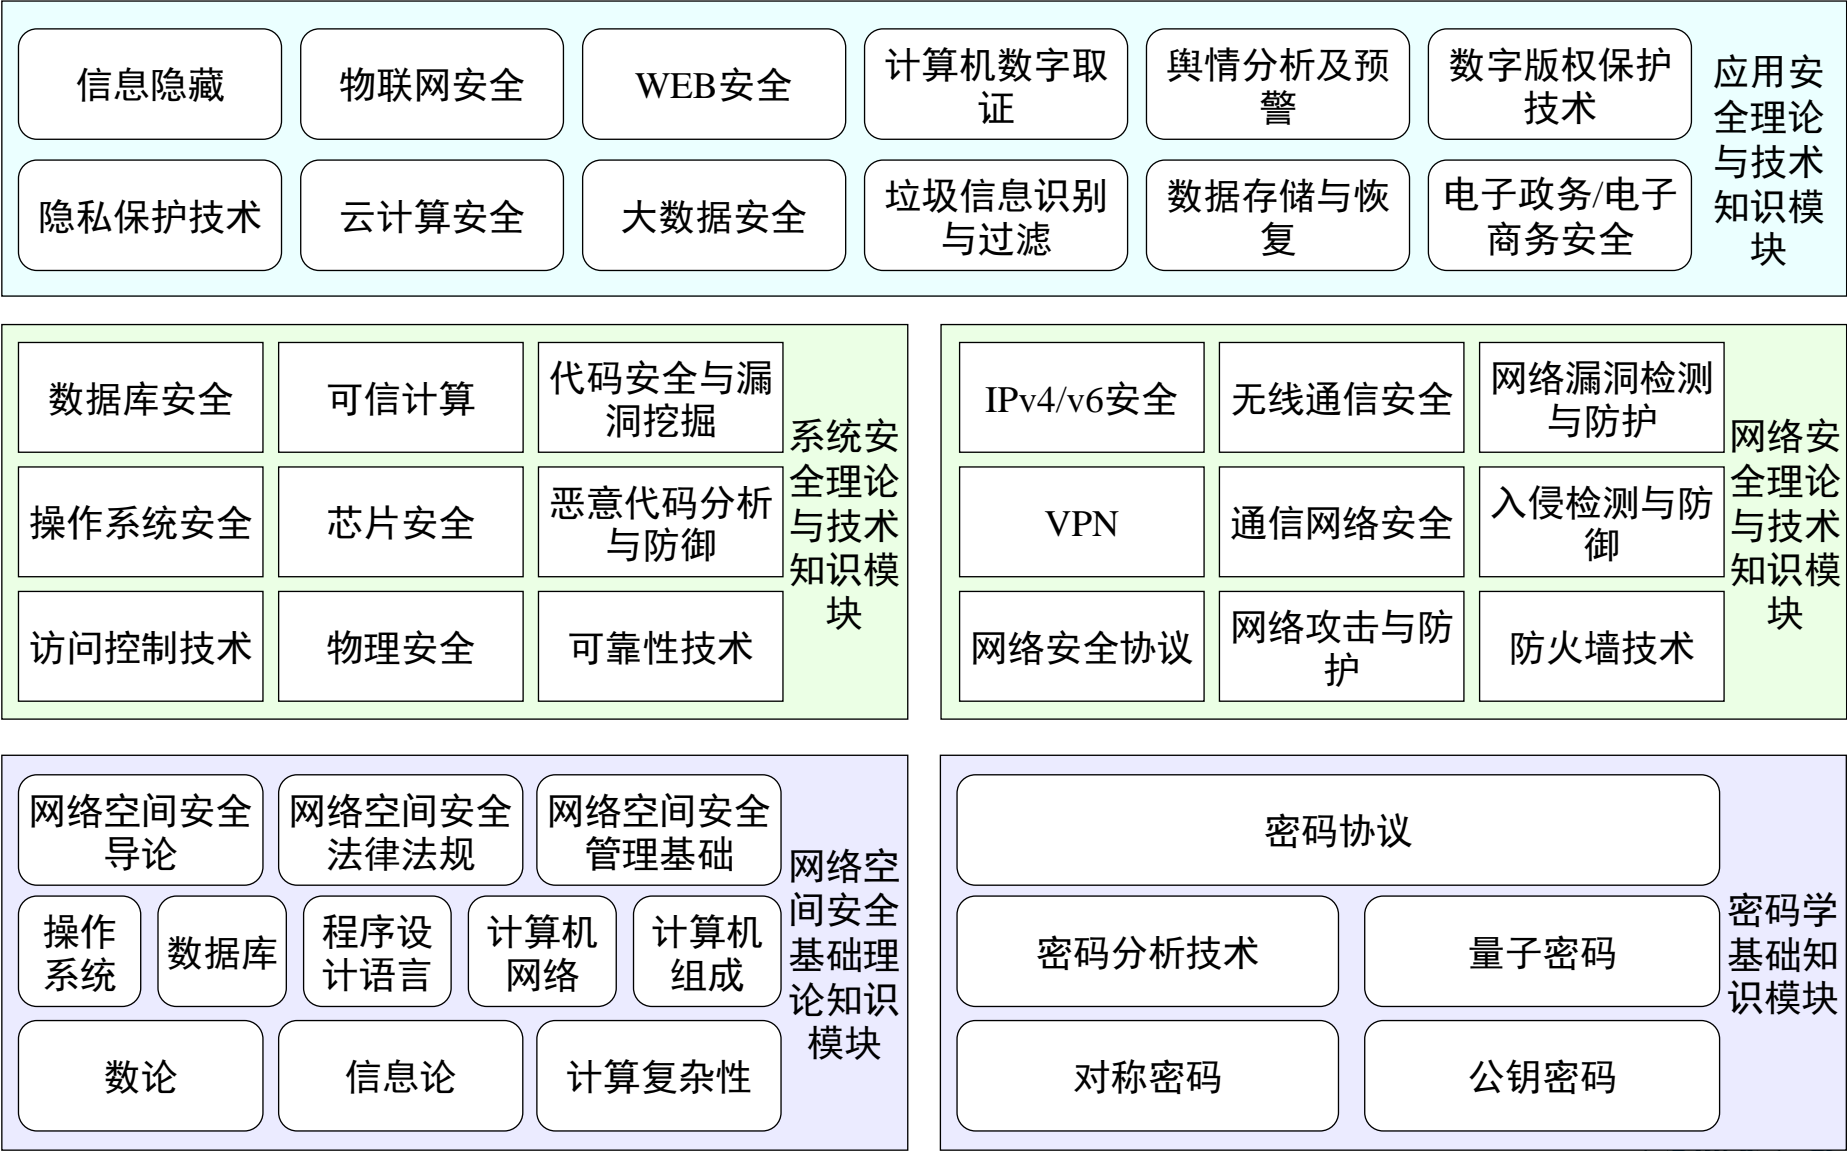 信息隐藏
物联网安全
WEB安全
计算机数字取
证
舆情分析及预
警
数字版权保护
技术
隐私保护技术
云计算安全
大数据安全
垃圾信息识别
与过滤
数据存储与恢
复
电子政务/电子
商务安全
应用安
全理论
与技术
知识模
块
数据库安全
可信计算
代码安全与漏
洞挖掘
操作系统安全
芯片安全
恶意代码分析
与防御
访问控制技术
物理安全
可靠性技术
系统安
全理论
与技术
知识模
块
IPv4/v6安全
无线通信安全
网络漏洞检测
与防护
VPN
通信网络安全
入侵检测与防
御
网络安全协议
网络攻击与防
护
防火墙技术
网络安
全理论
与技术
知识模
块
网络空间安全
导论
网络空间安全
法律法规
网络空间安全
管理基础
操作
系统
数据库
程序设
计语言
计算机
网络
计算机
组成
数论
信息论
计算复杂性
网络空
间安全
基础理
论知识
模块
密码协议
密码分析技术
量子密码
对称密码
公钥密码
密码学
基础知
识模块